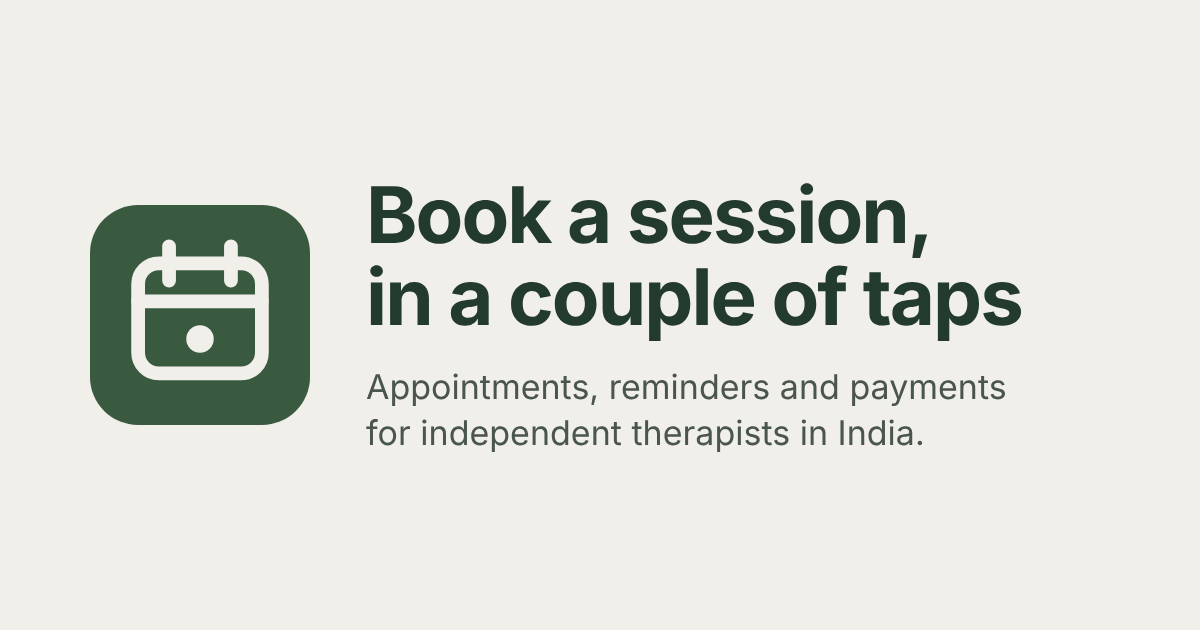 Book a session,
in a couple of taps
Appointments, reminders and payments
for independent therapists in India.